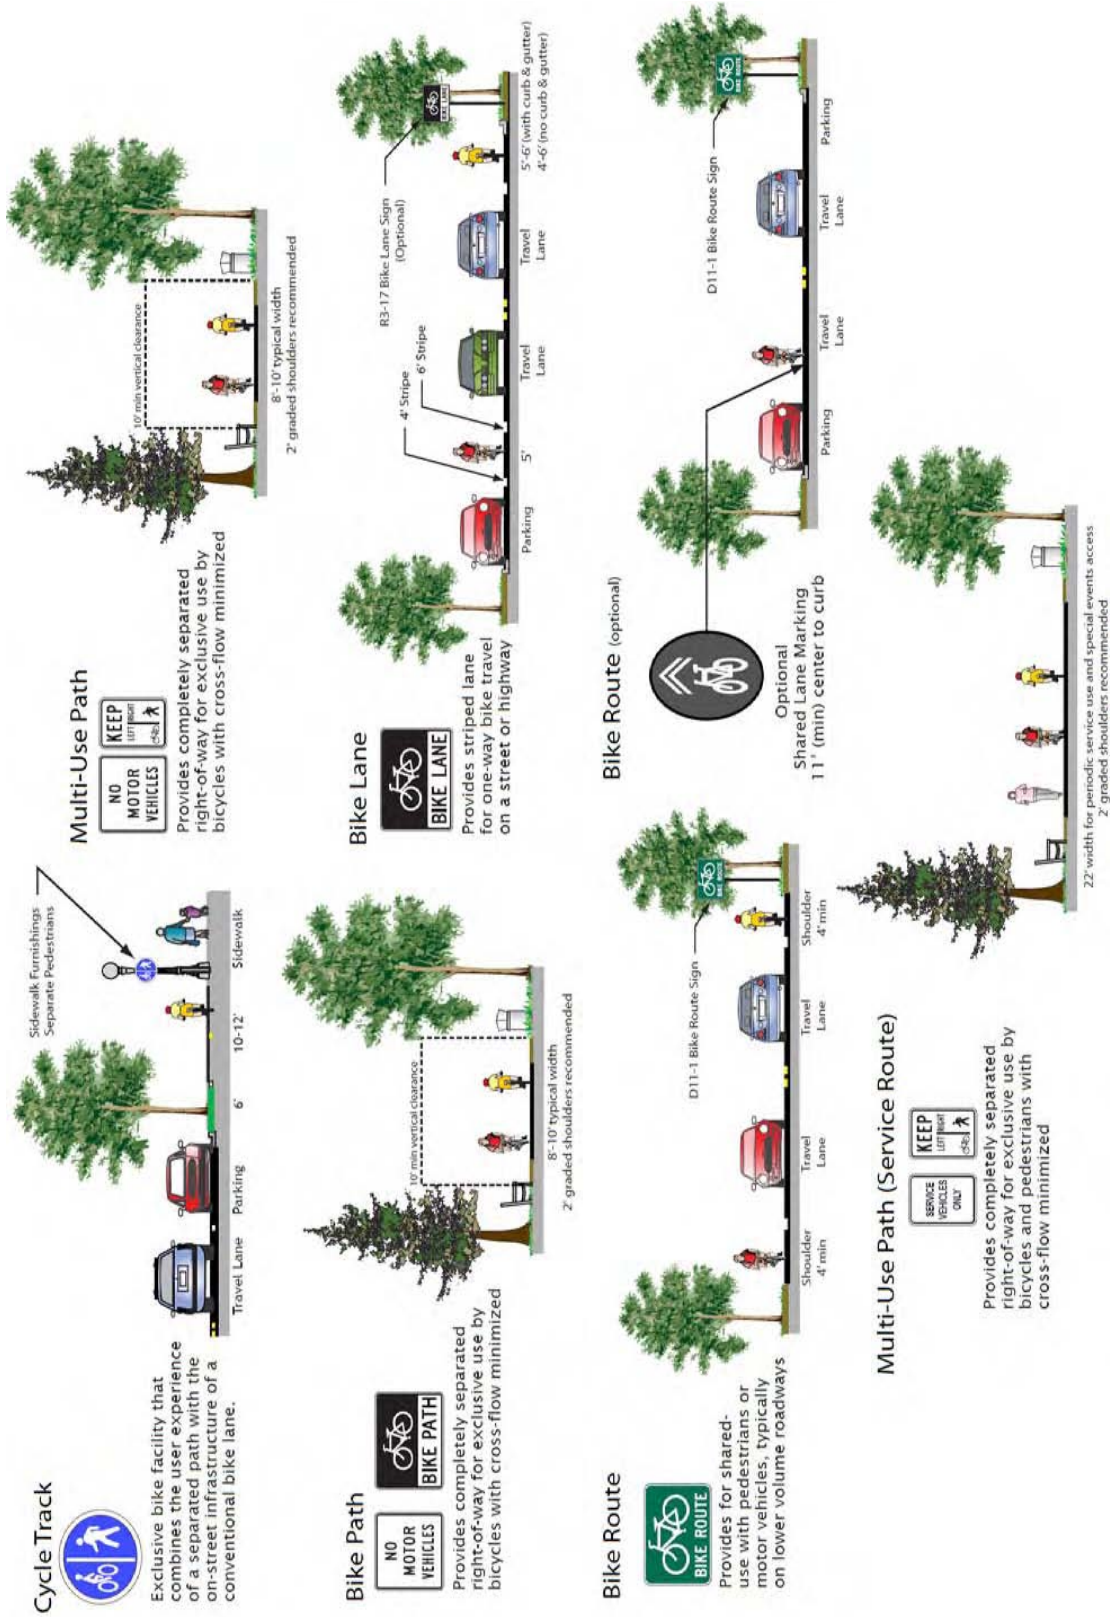 Cycle Track
Exclusive bike facility that
combines the user experience
of a separated path with the
on-street infrastructure of a
conventional bike lane.
Sidewalk Furnishings
Separate Pedestrians
Travel Lane
Parking
6'
10-12'
Sidewalk
Multi-Use Path
NO
MOTOR
VEHICLES
KEEP
LEFT RIGHT
Provides completely separated
right-of-way for exclusive use by
bicycles with cross-flow minimized
10' min vertical clearance
8'-10' typical width
2' graded shoulders recommended
Bike Path
NO
MOTOR
VEHICLES
BIKE PATH
Provides completely separated
right-of-way for exclusive use by
bicycles with cross-flow minimized
10' min vertical clearance
8'-10' typical width
2' graded shoulders recommended
Bike Lane
BIKE LANE
Provides striped lane
for one-way bike travel
on a street or highway
R3-17 Bike Lane Sign
(Optional)
BIKE LANE
4' Stripe
6' Stripe
Parking
5'
Travel
Lane
Travel
Lane
5'-6' (with curb & gutter)
4'-6' (no curb & gutter)
Bike Route
BIKE ROUTE
Provides for shared-
use with pedestrians or
motor vehicles, typically
on lower volume roadways
D11-1 Bike Route Sign
BIKE ROUTE
Shoulder
4' min
Travel
Lane
Travel
Lane
Shoulder
4' min
Bike Route (optional)
Optional
Shared Lane Marking
11' (min) center to curb
D11-1 Bike Route Sign
BIKE ROUTE
Parking
Travel
Lane
Travel
Lane
Parking
Multi-Use Path (Service Route)
SERVICE
VEHICLES
ONLY
KEEP
LEFT RIGHT
Provides completely separated
right-of-way for exclusive use by
bicycles and pedestrians with
cross-flow minimized
22' width for periodic service use and special events access
2' graded shoulders recommended